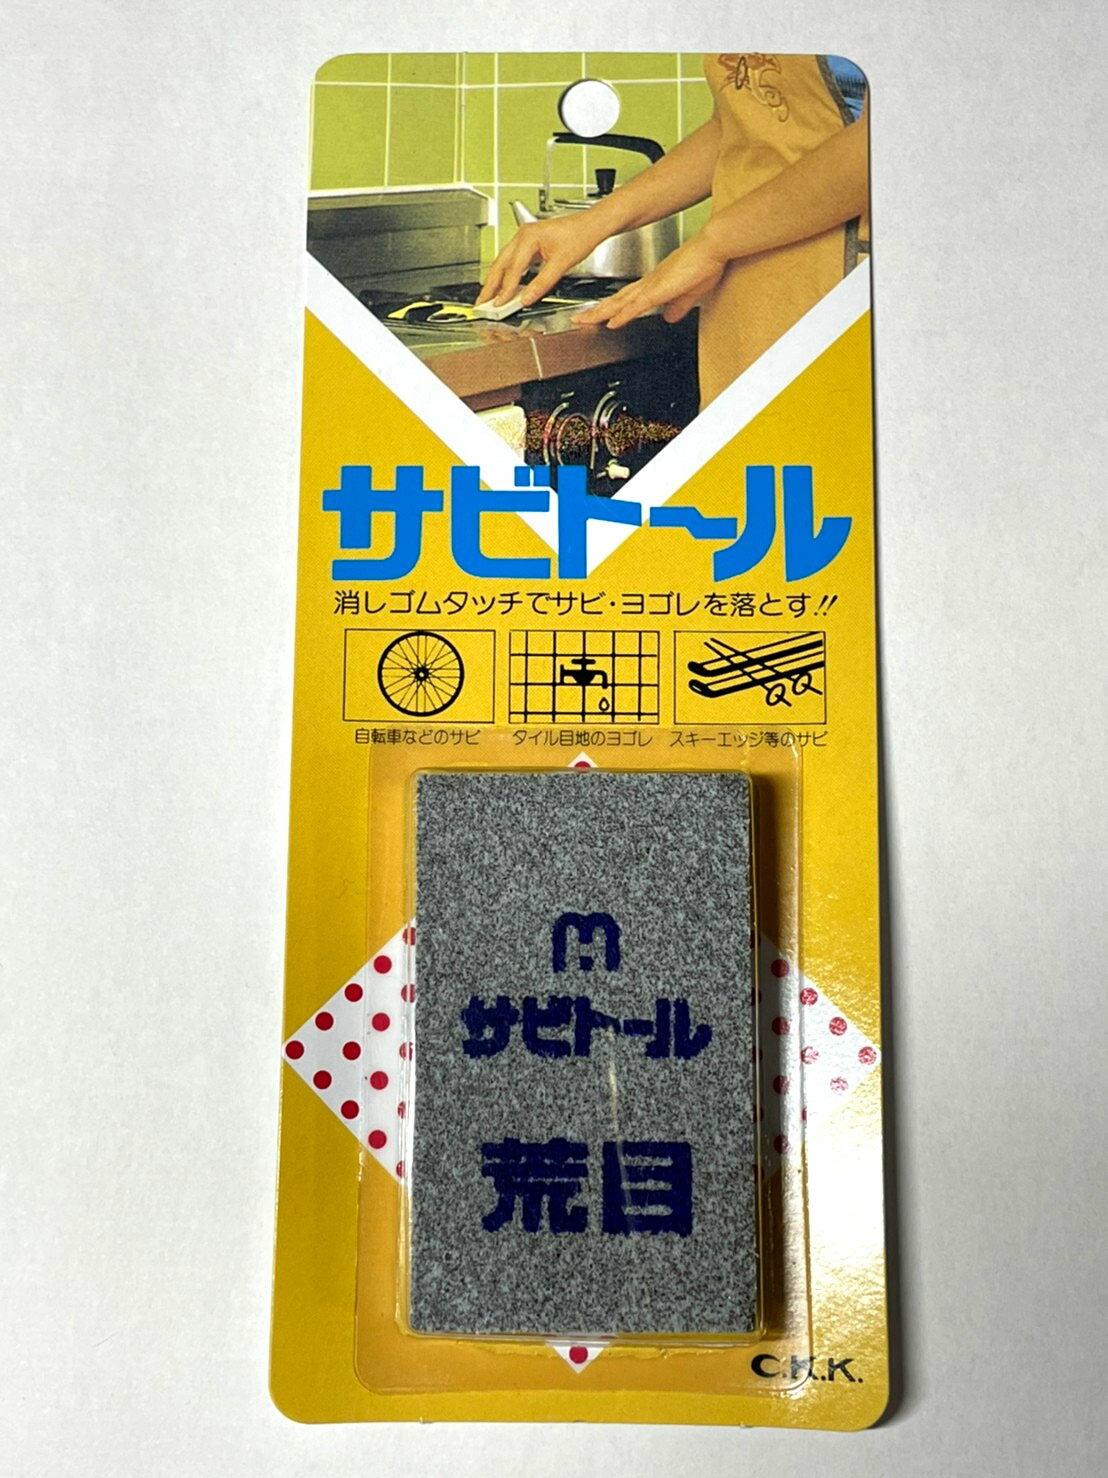 サビトール
消しゴムタッチでサビ・ヨゴレを落とす!!
自転車などのサビ
タイル目地のヨゴレ
スキーエッジ等のサビ
サビトール
荒目
C.K.K.